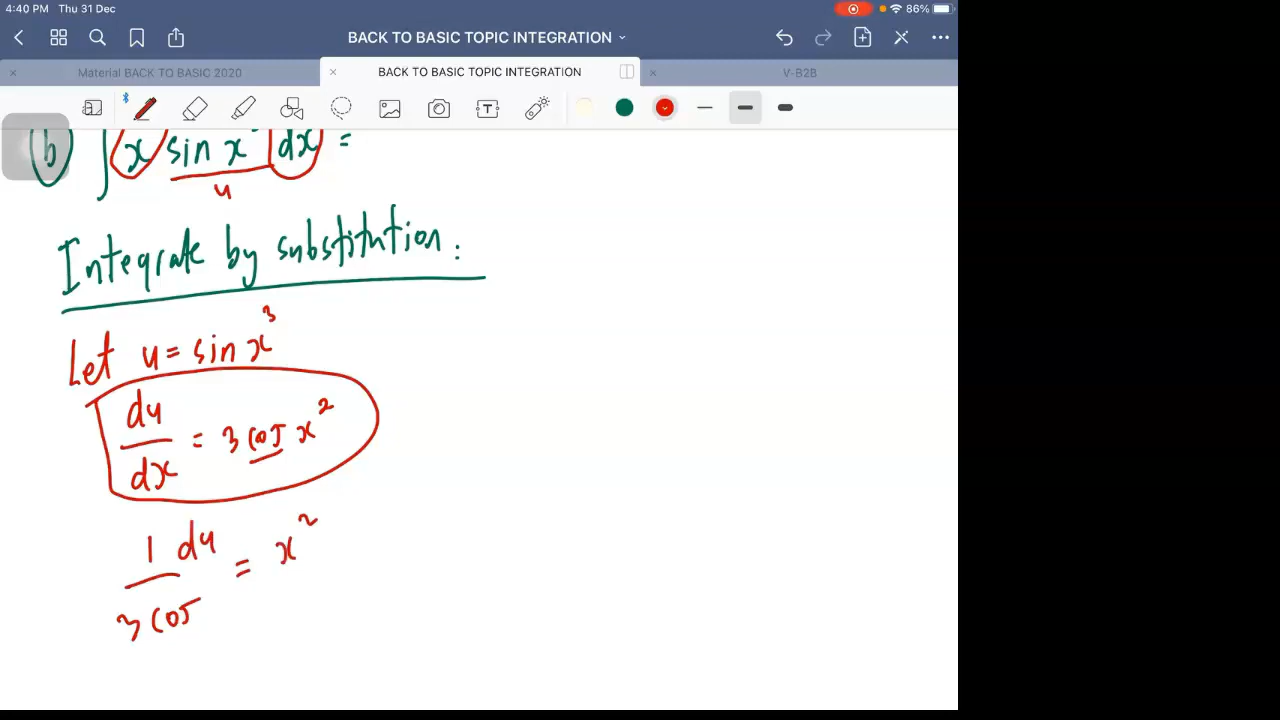 4:40 PM Thu 31 Dec 86%
BACK TO BASIC TOPIC INTEGRATION
Material BACK TO BASIC 2020 BACK TO BASIC TOPIC INTEGRATION V-B2B
b ∫ x sin x dx =
u
Integrate by substitution :
Let u = sin x³
du/dx = 3 cos x²
1/3 cos du = x²